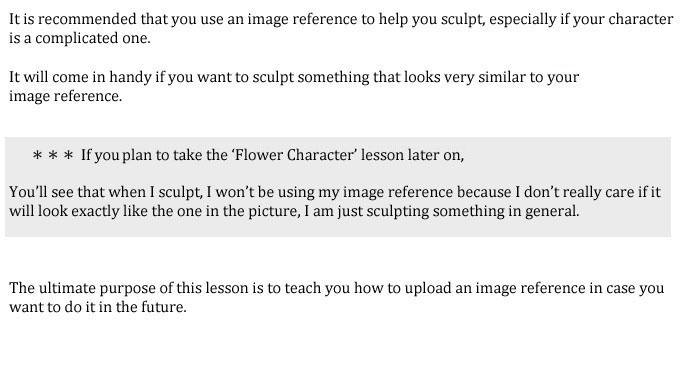 It is recommended that you use an image reference to help you sculpt, especially if your character
is a complicated one.
It will come in handy if you want to sculpt something that looks very similar to your
image reference.
* * * If you plan to take the ‘Flower Character’ lesson later on,
You’ll see that when I sculpt, I won’t be using my image reference because I don’t really care if it
will look exactly like the one in the picture, I am just sculpting something in general.
The ultimate purpose of this lesson is to teach you how to upload an image reference in case you
want to do it in the future.